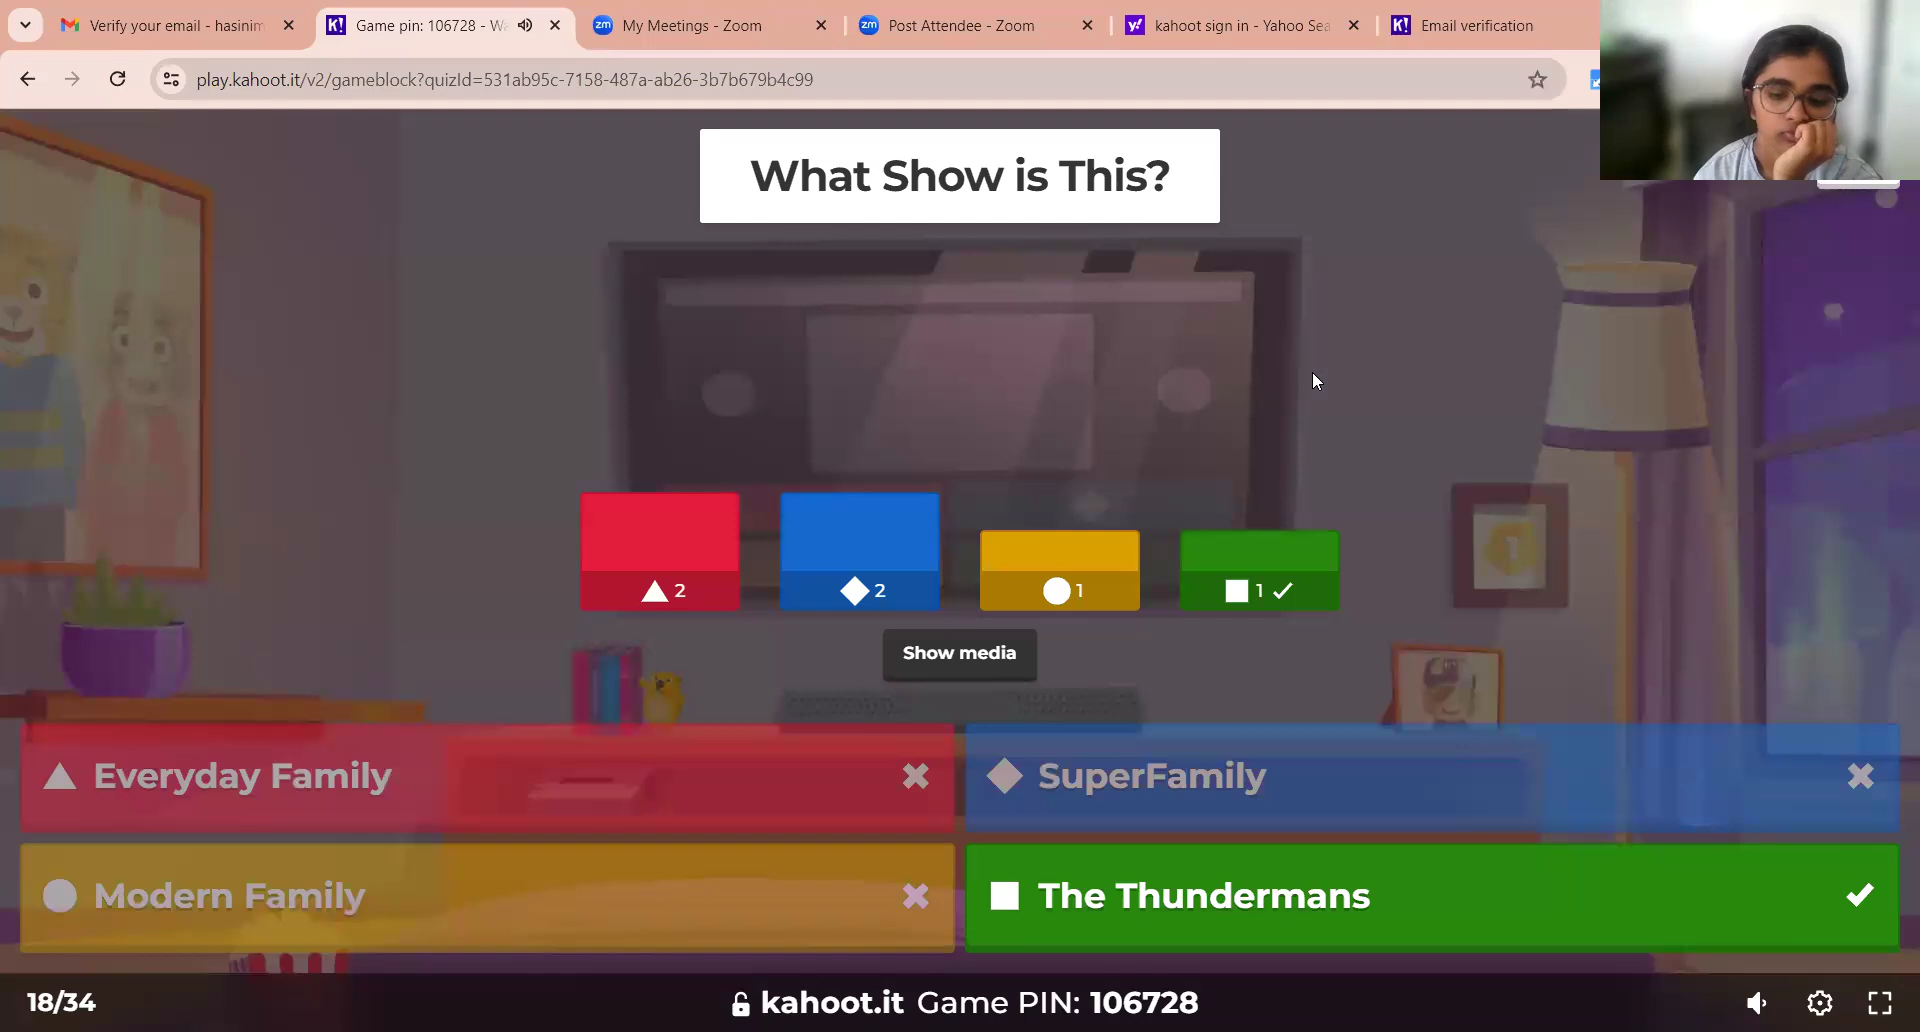 Verify your email - hasinim
Game pin: 106728 - Wa
My Meetings - Zoom
Post Attendee - Zoom
kahoot sign in - Yahoo Sea
Email verification
play.kahoot.it/v2/gameblock?quizId=531ab95c-7158-487a-ab26-3b7b679b4c99
What Show is This?
2
2
1
1
Show media
Everyday Family
SuperFamily
Modern Family
The Thundermans
18/34
kahoot.it Game PIN: 106728